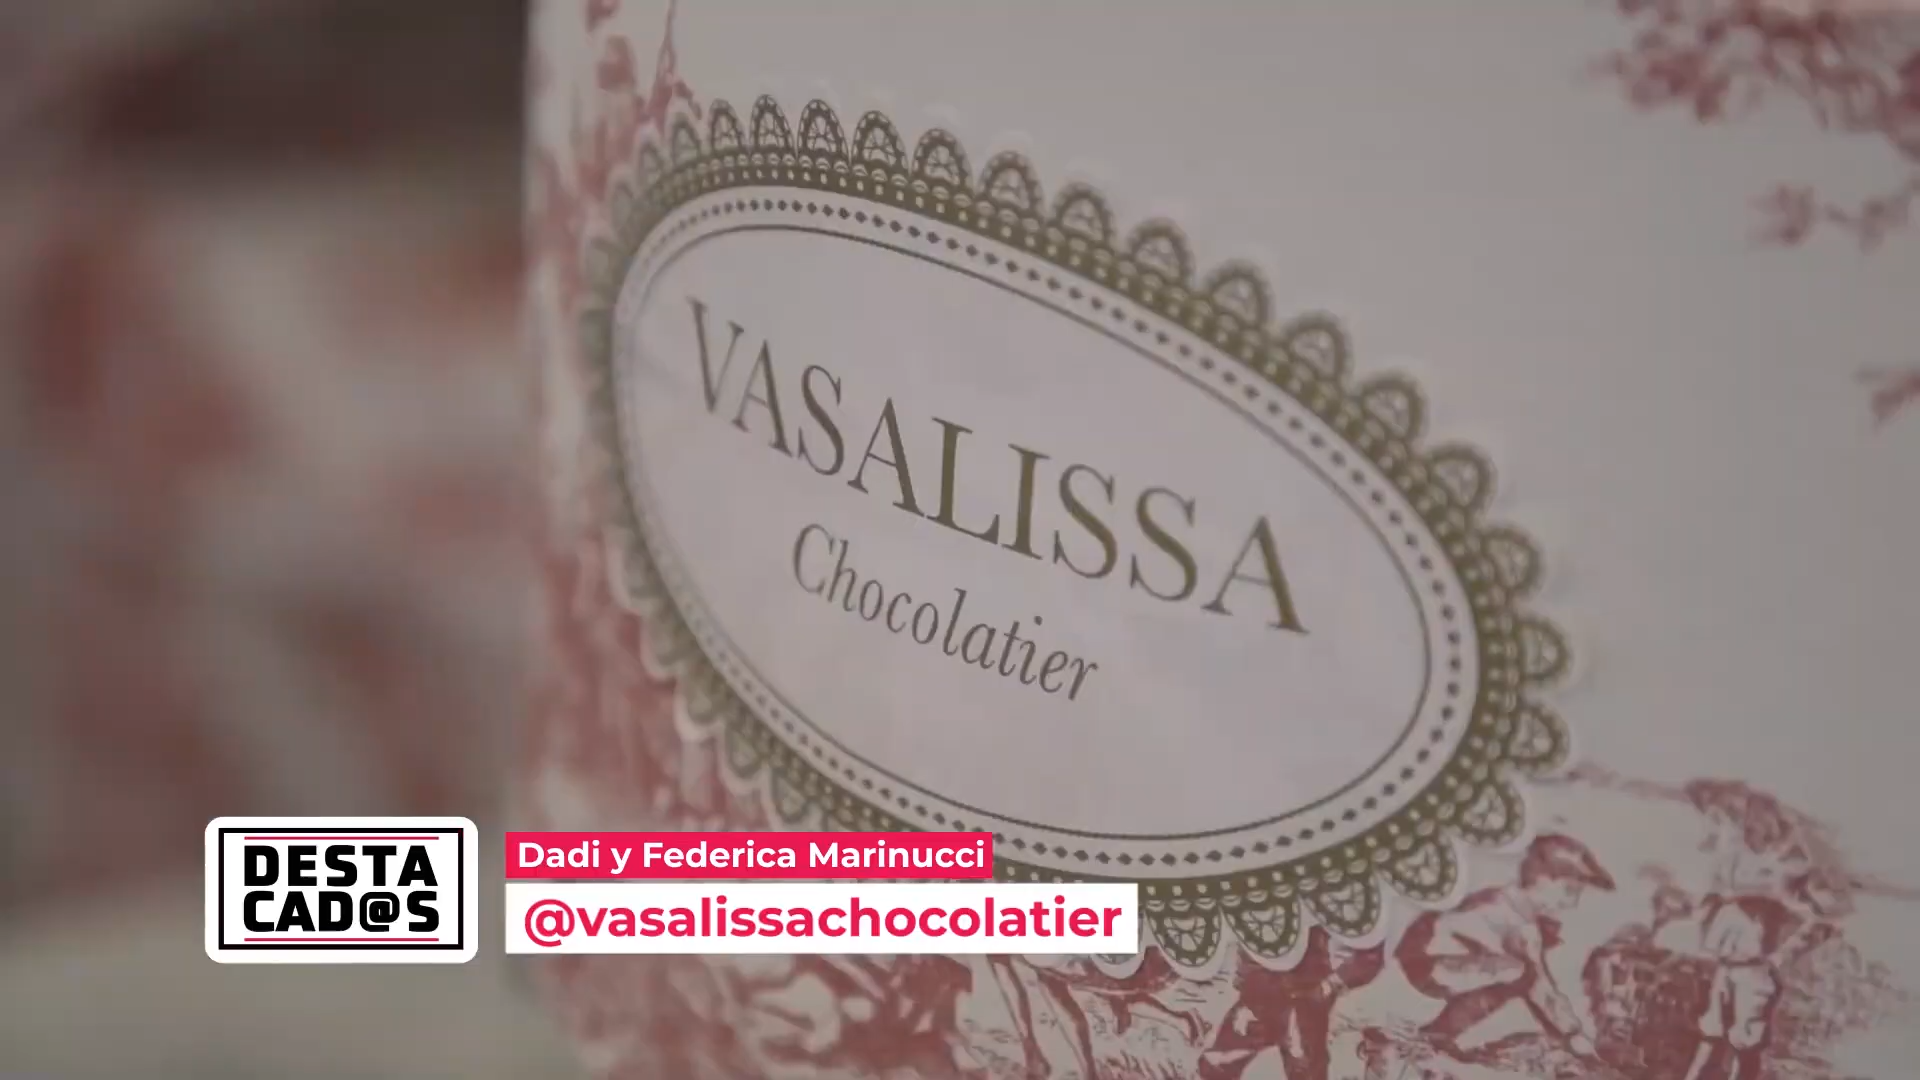 VASALISSA
Chocolatier
DESTA
CAD@S
Dadi y Federica Marinucci
@vasalissachocolatier